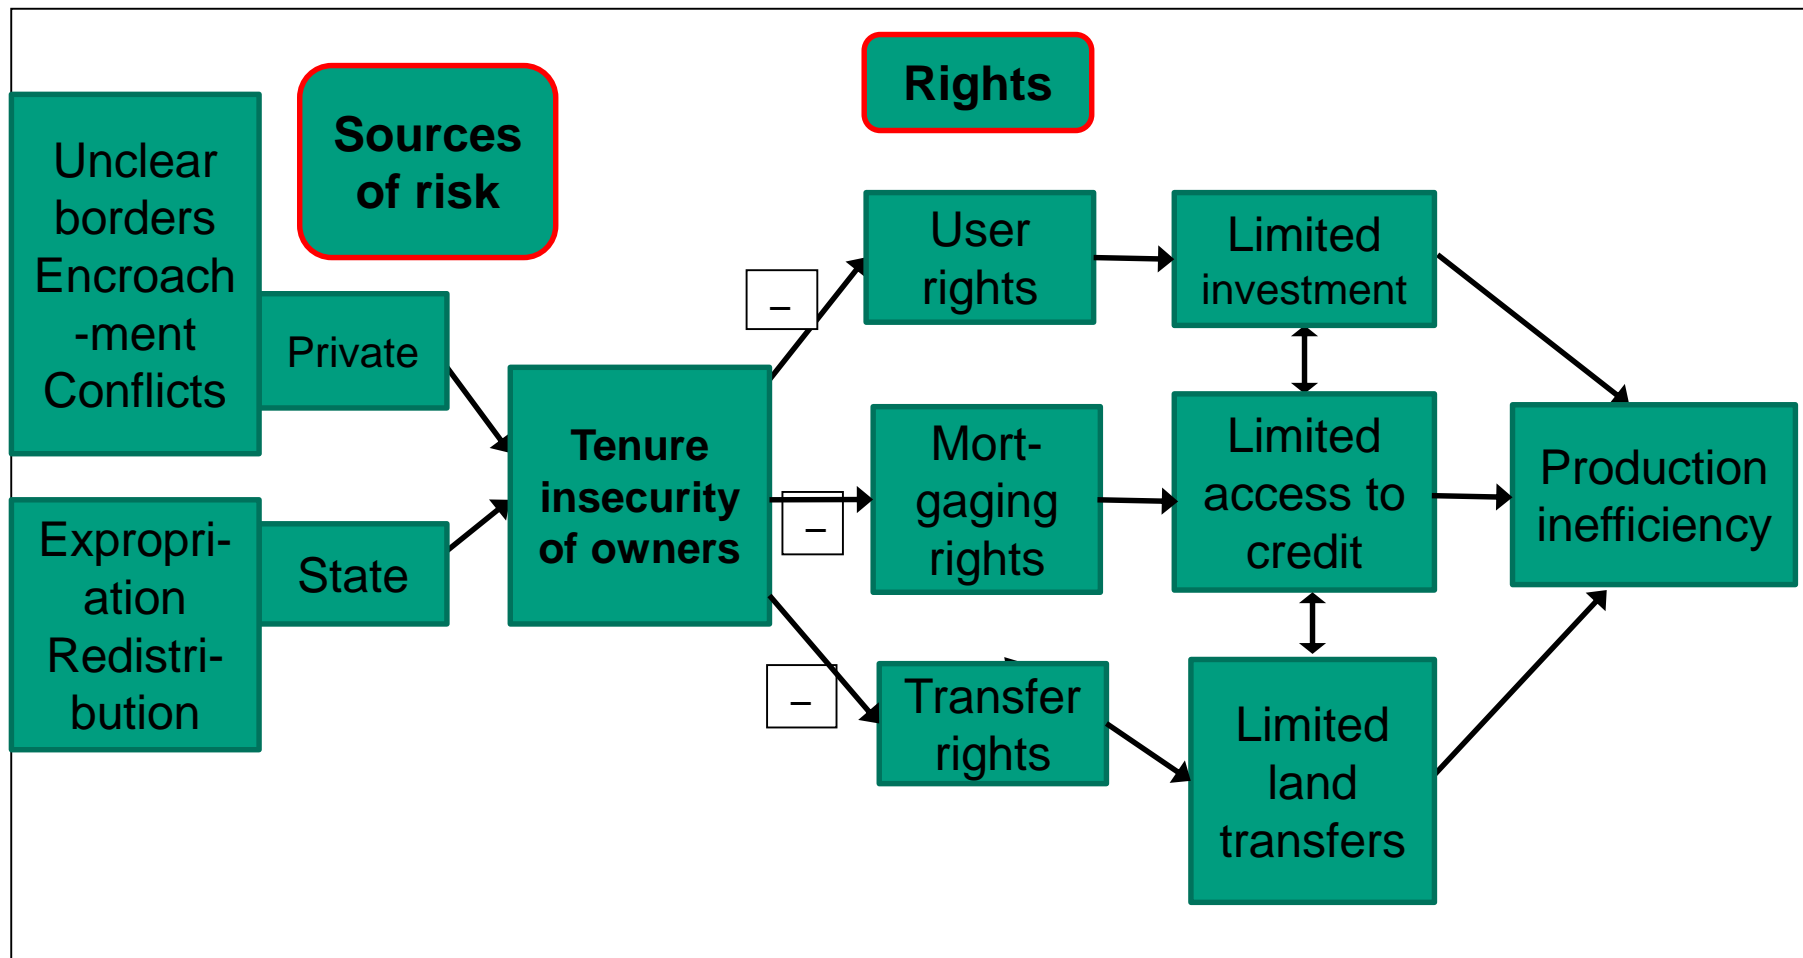 Sources
of risk
Rights
Unclear
borders
Encroach
-ment
Conflicts
Private
Expropri-
ation
Redistri-
bution
State
Tenure
insecurity
of owners
–
–
–
User
rights
Mort-
gaging
rights
Transfer
rights
Limited
investment
Limited
access to
credit
Limited
land
transfers
Production
inefficiency